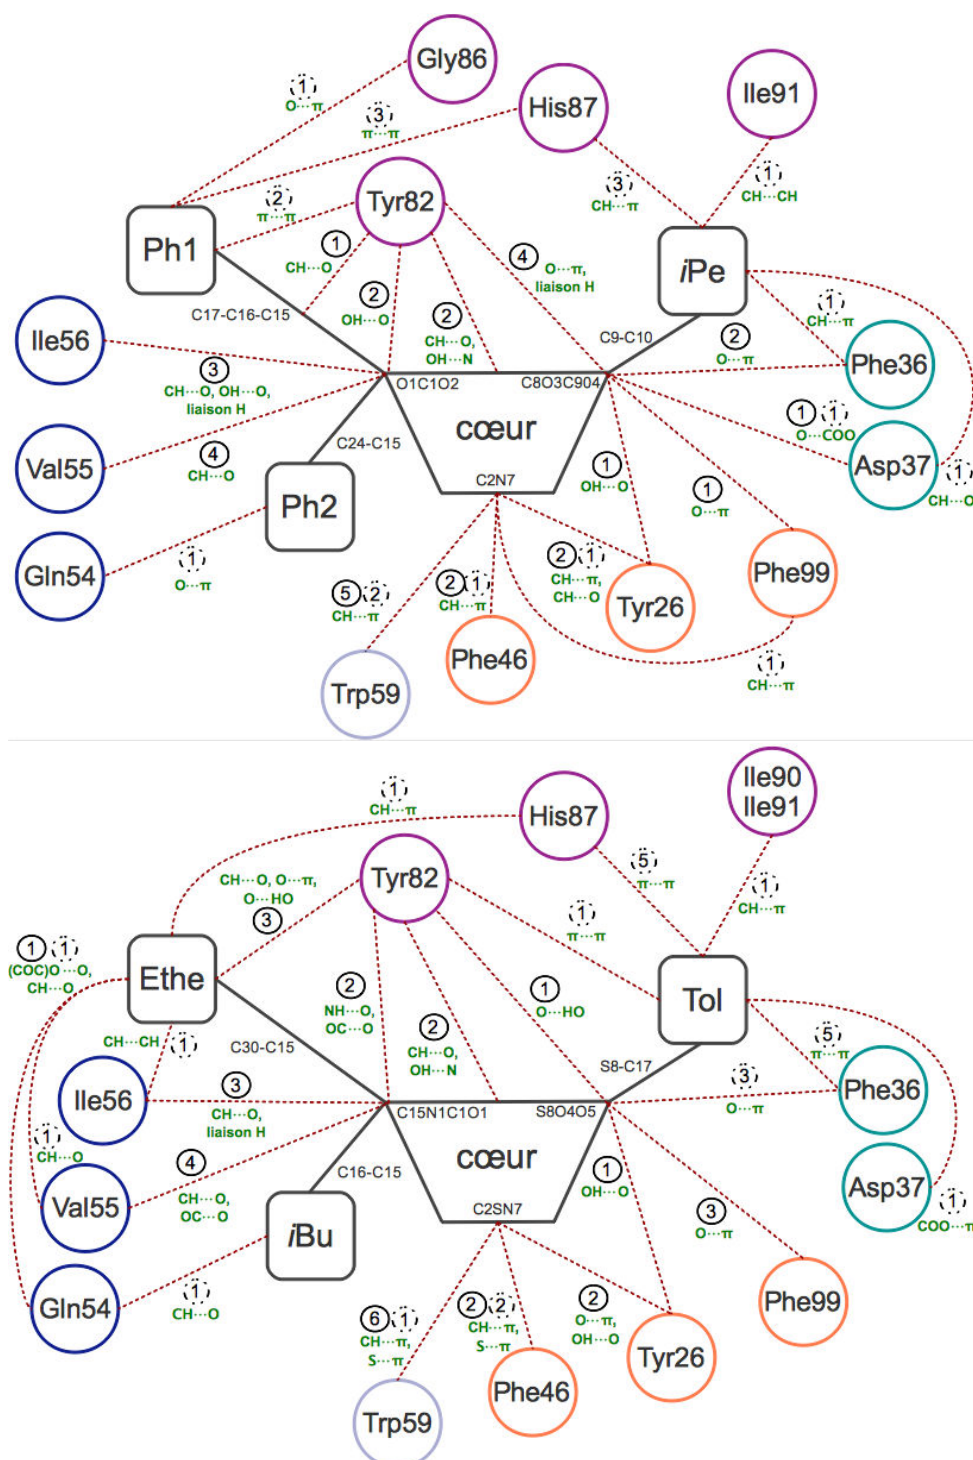 Gly86
Ile91
His87
1
O···π
3
π···π
Tyr82
2
π···π
1
CH···O
3
CH···π
1
CH···CH
Ph1
4
O···π,
liaison H
iPe
2
OH···O
2
CH···O,
OH···N
C17-C16-C15
C9-C10
1
CH···π
2
O···π
Ile56
Phe36
3
CH···O, OH···O,
liaison H
O1C1O2
C8O3C9O4
1 1
O···COO
cœur
Val55
4
CH···O
C24-C15
1
OH···O
Asp37
1
CH···O
C2N7
1
O···π
Ph2
Gln54
1
O···π
5 2
CH···π
2 1
CH···π
2 1
CH···π,
CH···O
Phe99
Tyr26
Phe46
1
CH···π
Trp59
Ile90
Ile91
1
CH···π
His87
Tyr82
CH···O, O···π,
O···HO
3
5
π···π
1
CH···π
1
π···π
1 1
(COC)O···O,
CH···O
Ethe
Tol
2
NH···O,
OC···O
1
O···HO
2
CH···O,
OH···N
CH···CH 1
C30-C15
S8-C17
5
π···π
3
O···π
Ile56
3
CH···O,
liaison H
Phe36
C15N1C1O1
S8O4O5
1
CH···O
cœur
4
CH···O,
OC···O
C16-C15
1
OH···O
Asp37
Val55
iBu
C2SN7
3
O···π
1
COO···π
Gln54
1
CH···O
6 1
CH···π,
S···π
2 2
CH···π,
S···π
2
O···π,
OH···O
Phe99
Tyr26
Phe46
Trp59